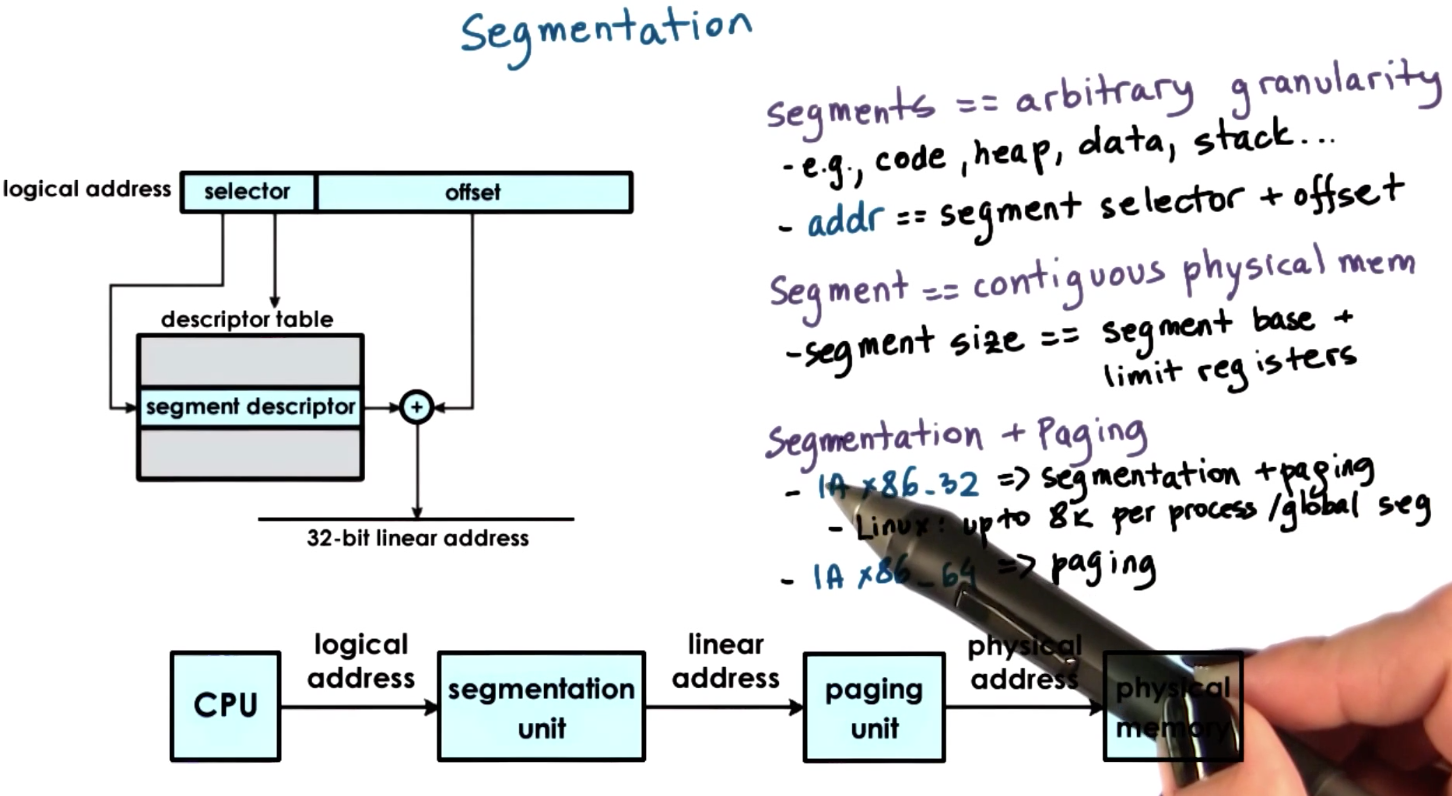 Segmentation
segments == arbitrary granularity
- e.g., code, heap, data, stack...
- addr == segment selector + offset
Segment == contiguous physical mem
- segment size == segment base +
limit registers
Segmentation + Paging
- IA x86_32 => segmentation + paging
- Linux: up to 8K per process / global seg
- IA x86_64 => paging
logical address
selector
offset
descriptor table
segment descriptor
+
32-bit linear address
CPU
logical
address
segmentation
unit
linear
address
paging
unit
physical
address
physical
memory